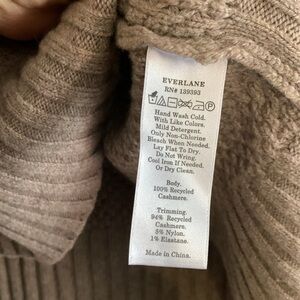 EVERLANE
RN# 139393
Hand Wash Cold.
With Like Colors.
Mild Detergent.
Only Non-Chlorine
Bleach When Needed.
Lay Flat To Dry.
Do Not Wring.
Cool Iron If Needed.
Or Dry Clean.
Body.
100% Recycled
Cashmere.
Trimming.
94% Recycled
Cashmere.
5% Nylon.
1% Elastane.
Made in China.